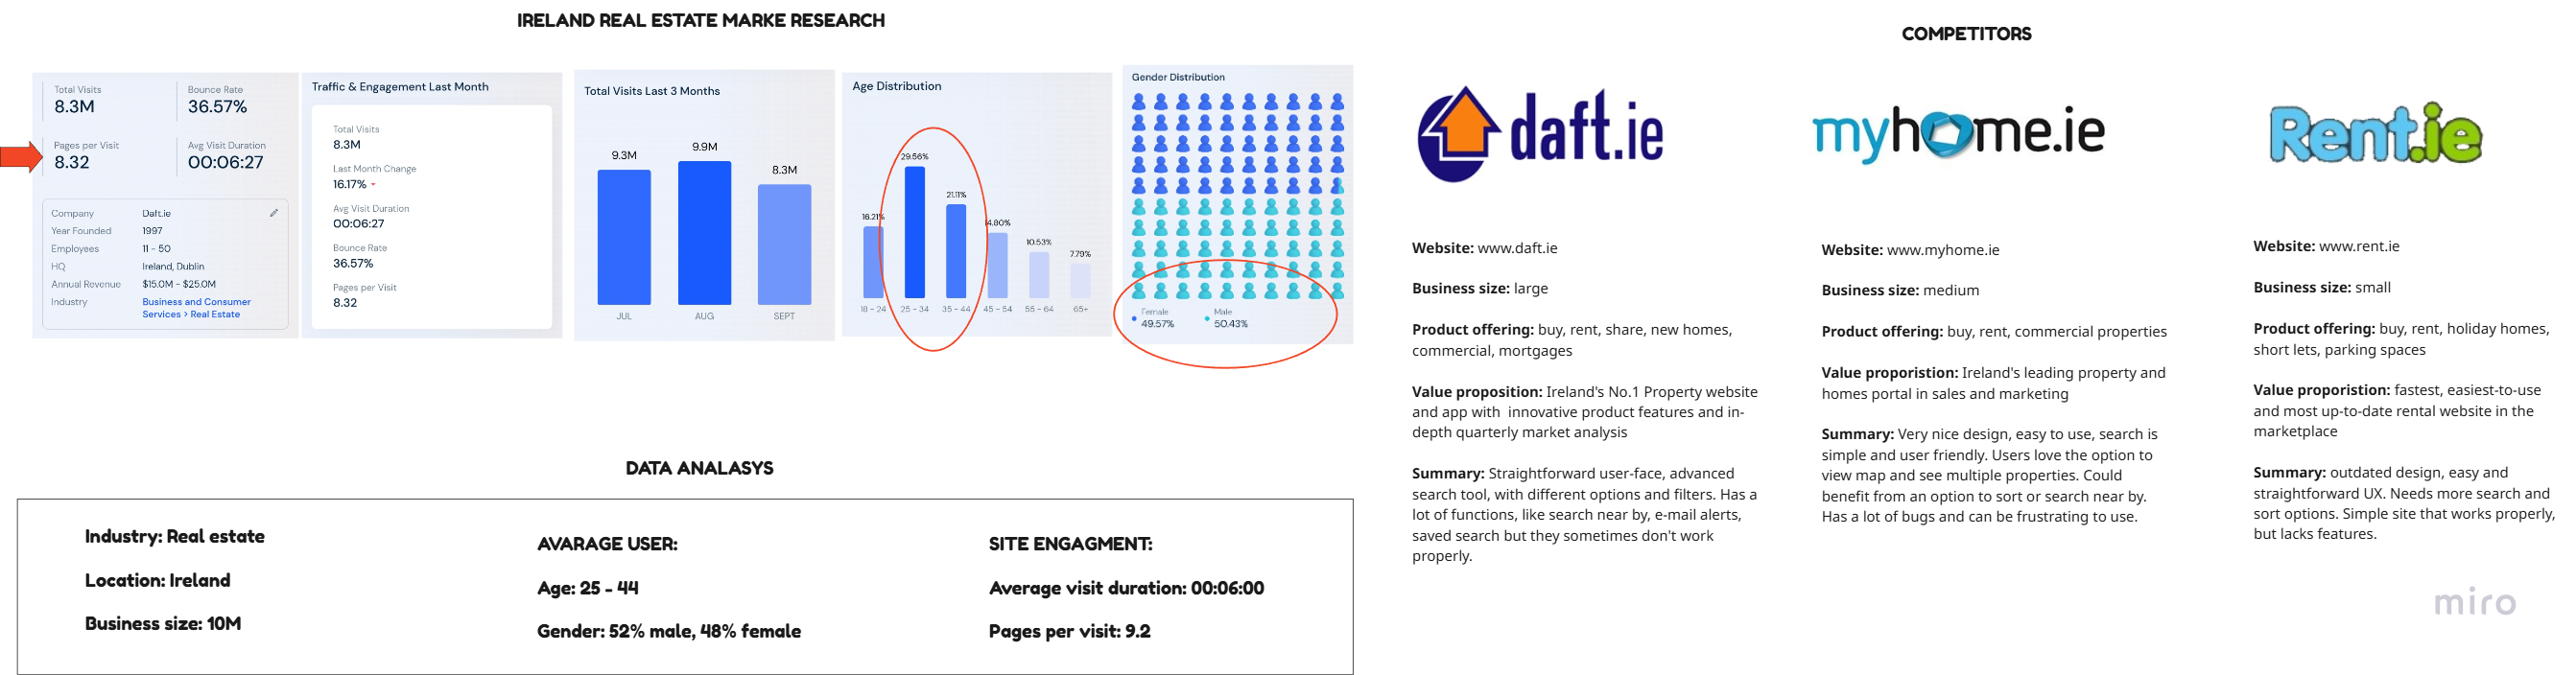 IRELAND REAL ESTATE MARKE RESEARCH
Total Visits
8.3M
Bounce Rate
36.57%
Pages per Visit
8.32
Avg Visit Duration
00:06:27
Company Daft.ie
Year Founded 1997
Employees 11 - 50
HQ Ireland, Dublin
Annual Revenue $15.0M - $25.0M
Industry Business and Consumer
Services > Real Estate
Traffic & Engagement Last Month
Total Visits
8.3M
Last Month Change
16.17%
Avg Visit Duration
00:06:27
Bounce Rate
36.57%
Pages per Visit
8.32
Total Visits Last 3 Months
9.3M
9.9M
8.3M
JUL AUG SEPT
Age Distribution
16.21%
29.56%
21.11%
14.80%
10.53%
7.79%
18 - 24 25 - 34 35 - 44 45 - 54 55 - 64 65+
Gender Distribution
Female
49.57%
Male
50.43%
DATA ANALASYS
Industry: Real estate
Location: Ireland
Business size: 10M
AVARAGE USER:
Age: 25 - 44
Gender: 52% male, 48% female
SITE ENGAGMENT:
Average visit duration: 00:06:00
Pages per visit: 9.2
COMPETITORS
daft.ie
Website: www.daft.ie
Business size: large
Product offering: buy, rent, share, new homes,
commercial, mortgages
Value proposition: Ireland's No.1 Property website
and app with  innovative product features and in-
depth quarterly market analysis
Summary: Straightforward user-face, advanced
search tool, with different options and filters. Has a
lot of functions, like search near by, e-mail alerts,
saved search but they sometimes don't work
properly.
myhome.ie
Website: www.myhome.ie
Business size: medium
Product offering: buy, rent, commercial properties
Value proporistion: Ireland's leading property and
homes portal in sales and marketing
Summary: Very nice design, easy to use, search is
simple and user friendly. Users love the option to
view map and see multiple properties. Could
benefit from an option to sort or search near by.
Has a lot of bugs and can be frustrating to use.
Rent.ie
Website: www.rent.ie
Business size: small
Product offering: buy, rent, holiday homes,
short lets, parking spaces
Value proporistion: fastest, easiest-to-use
and most up-to-date rental website in the
marketplace
Summary: outdated design, easy and
straightforward UX. Needs more search and
sort options. Simple site that works properly,
but lacks features.
miro